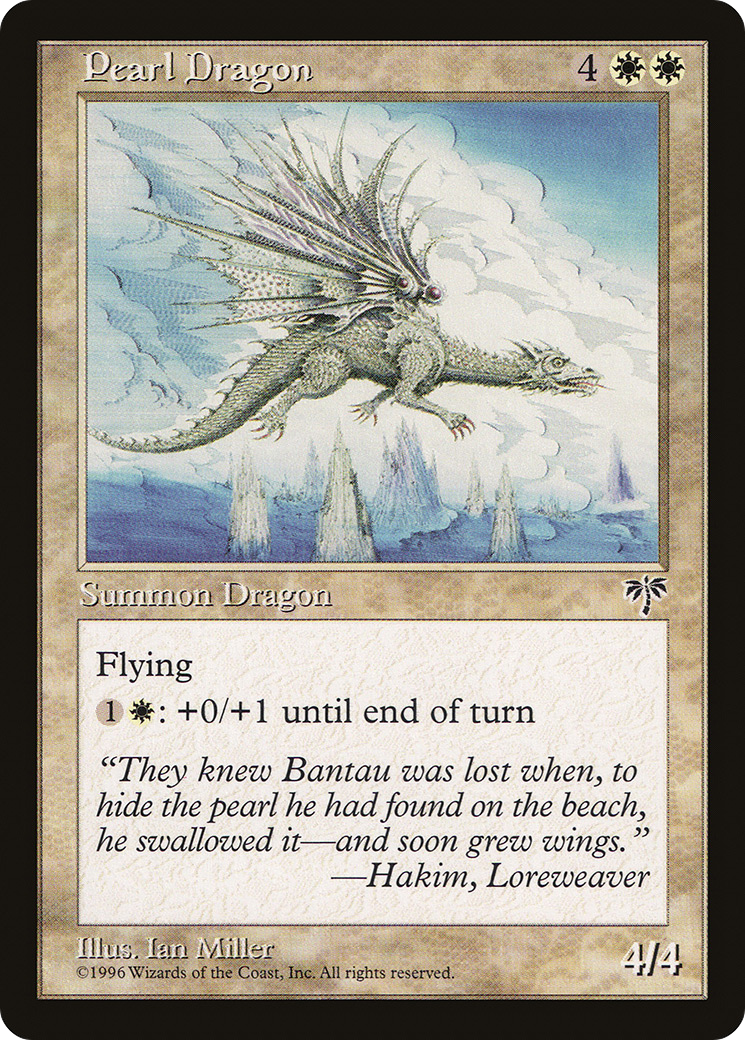 Pearl Dragon 4
Summon Dragon
Flying
1 : +0/+1 until end of turn
“They knew Bantau was lost when, to
hide the pearl he had found on the beach,
he swallowed it—and soon grew wings.”
—Hakim, Loreweaver
Illus. Ian Miller
©1996 Wizards of the Coast, Inc. All rights reserved.
4/4